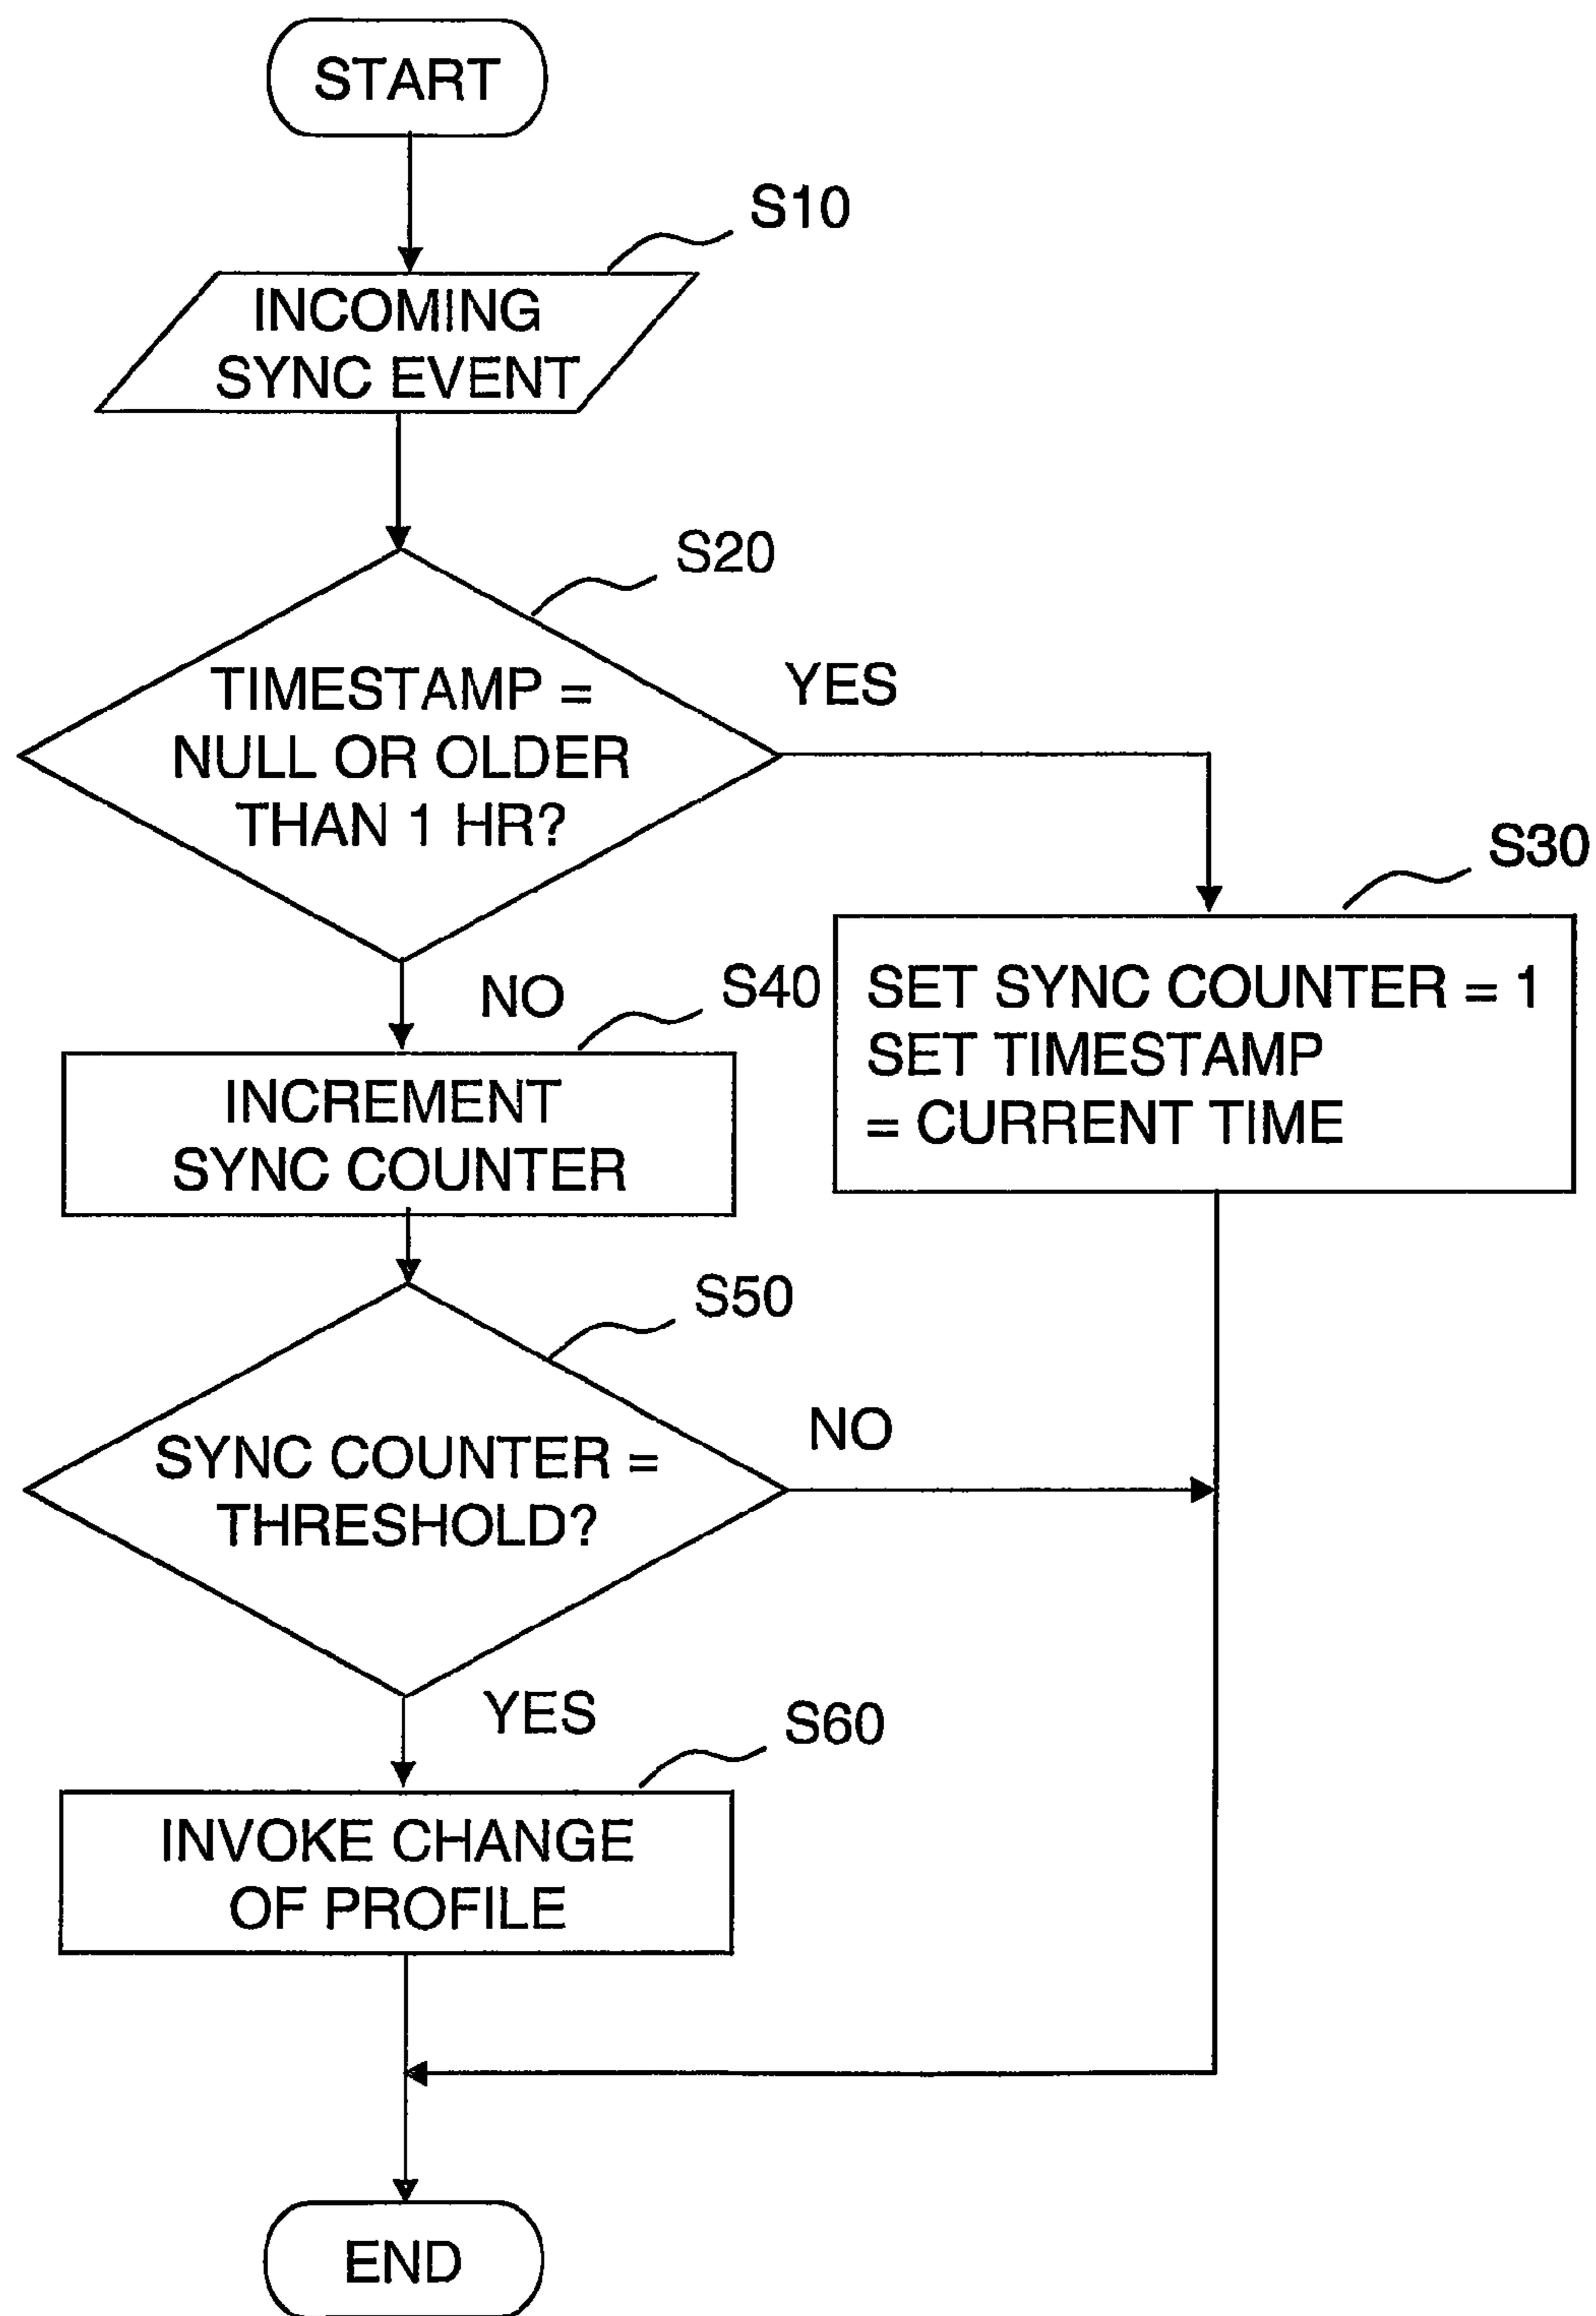 START
S10
INCOMING
SYNC EVENT
S20
TIMESTAMP =
NULL OR OLDER
THAN 1 HR?
YES
S30
SET SYNC COUNTER = 1
SET TIMESTAMP
= CURRENT TIME
NO
S40
INCREMENT
SYNC COUNTER
S50
SYNC COUNTER =
THRESHOLD?
NO
YES
S60
INVOKE CHANGE
OF PROFILE
END